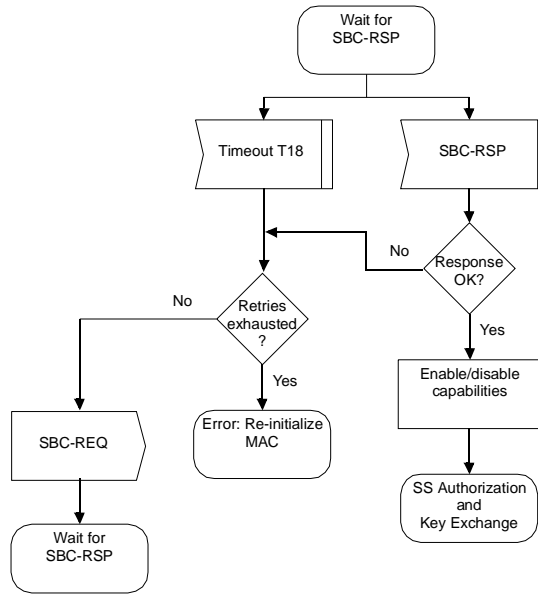 Wait for
SBC-RSP
Timeout T18
SBC-RSP
No
Response
OK?
No
Retries
exhausted
?
Yes
Yes
Enable/disable
capabilities
SBC-REQ
Error: Re-initialize
MAC
SS Authorization
and
Key Exchange
Wait for
SBC-RSP